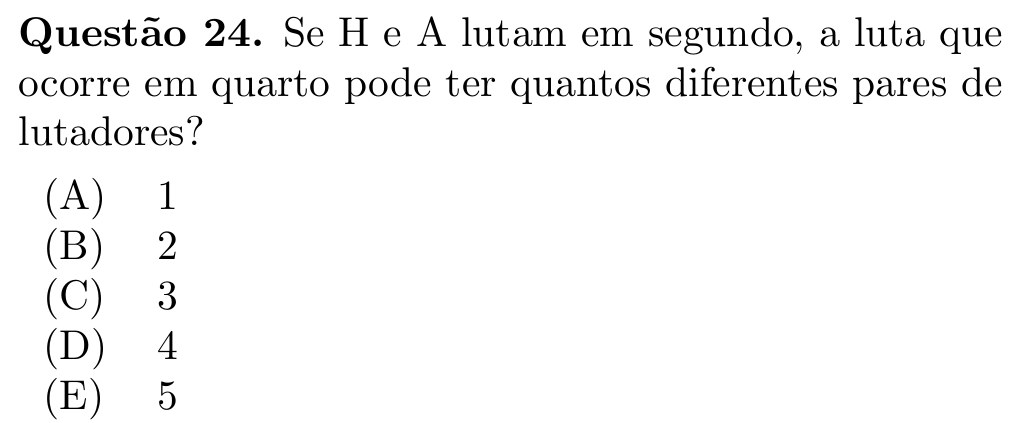 Questão 24. Se H e A lutam em segundo, a luta que
ocorre em quarto pode ter quantos diferentes pares de
lutadores?
(A) 1
(B) 2
(C) 3
(D) 4
(E) 5